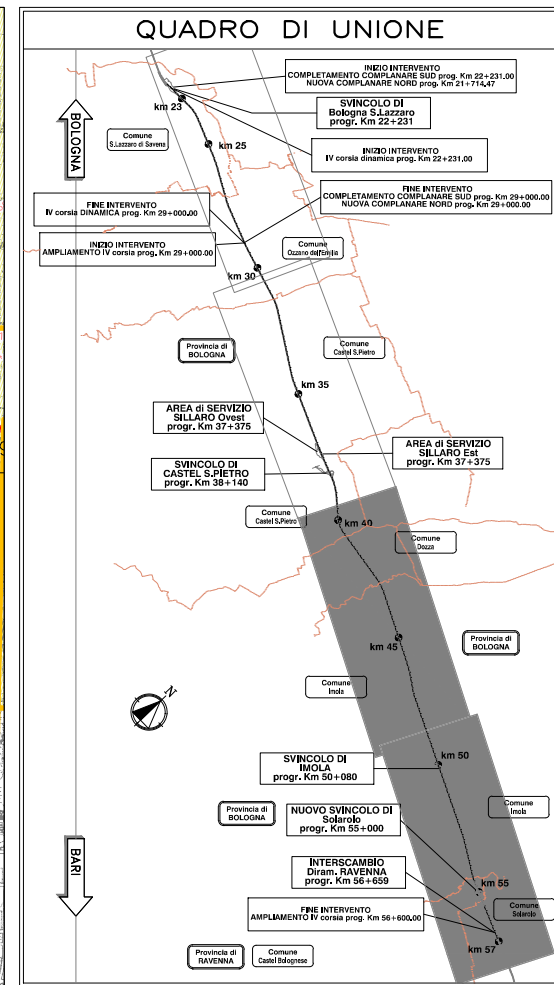 QUADRO DI UNIONE
INIZIO INTERVENTO
COMPLETAMENTO COMPLANARE SUD prog. Km 22+231.00
NUOVA COMPLANARE NORD prog. Km 21+714.47
km 23
SVINCOLO DI
Bologna S.Lazzaro
progr. Km 22+231
BOLOGNA
Comune
S.Lazzaro di Savena
km 25
INIZIO INTERVENTO
IV corsia dinamica prog. Km 22+231.00
FINE INTERVENTO
COMPLETAMENTO COMPLANARE SUD prog. Km 29+000.00
NUOVA COMPLANARE NORD prog. Km 29+000.00
FINE INTERVENTO
IV corsia DINAMICA prog. Km 29+000.00
INIZIO INTERVENTO
AMPLIAMENTO IV corsia prog. Km 29+000.00
Comune
Ozzano dell'Emilia
km 30
Provincia di
BOLOGNA
Comune
Castel S.Pietro
km 35
AREA di SERVIZIO
SILLARO Ovest
progr. Km 37+375
AREA di SERVIZIO
SILLARO Est
progr. Km 37+375
SVINCOLO DI
CASTEL S.PIETRO
progr. Km 38+140
Comune
Castel S.Pietro
km 40
Comune
Dozza
km 45
Provincia di
BOLOGNA
Comune
Imola
N
km 50
SVINCOLO DI
IMOLA
progr. Km 50+080
Comune
Imola
Provincia di
BOLOGNA
NUOVO SVINCOLO DI
Solarolo
progr. Km 55+000
BARI
INTERSCAMBIO
Diram. RAVENNA
progr. Km 56+659
km 55
Comune
Solarolo
FINE INTERVENTO
AMPLIAMENTO IV corsia prog. Km 56+600.00
km 57
Provincia di
RAVENNA
Comune
Castel Bolognese